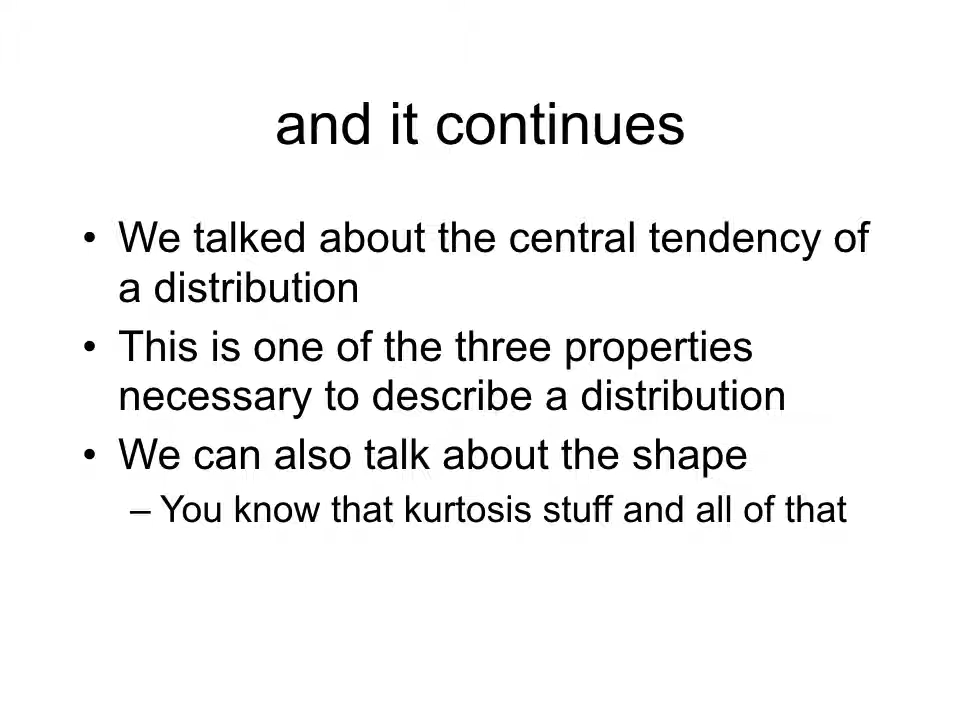 and it continues
• We talked about the central tendency of
a distribution
• This is one of the three properties
necessary to describe a distribution
• We can also talk about the shape
– You know that kurtosis stuff and all of that